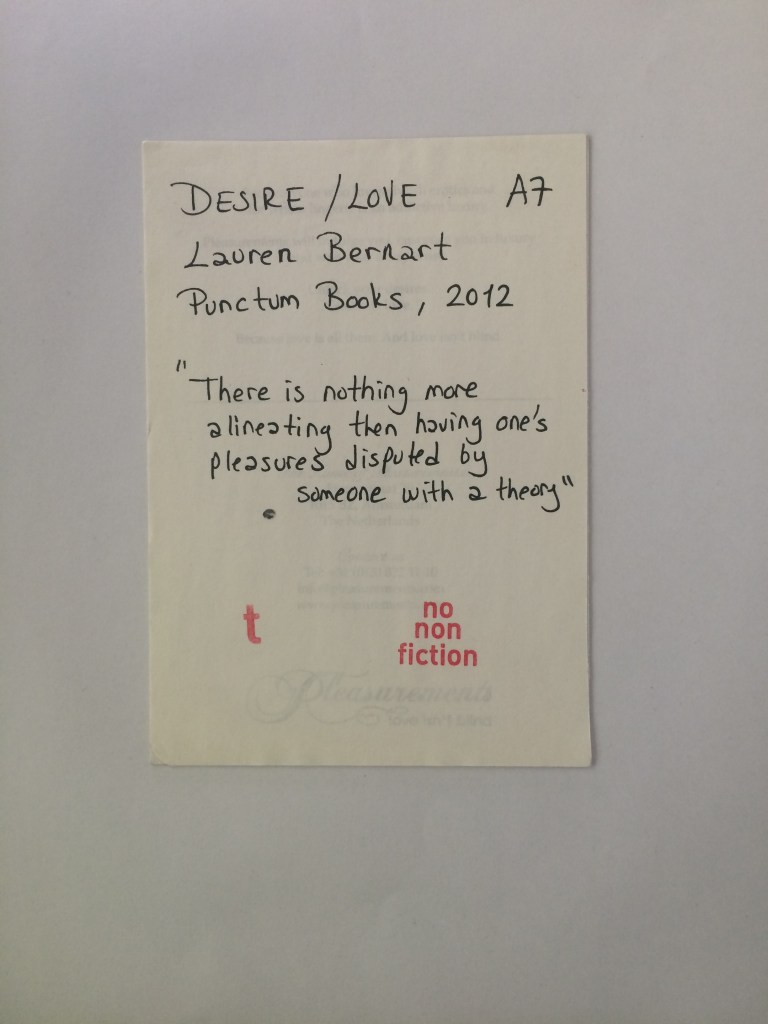 DESIRE / LOVE A7
Lauren Bernart
Punctum Books, 2012
"There is nothing more
alineating then having one's
pleasures disputed by
someone with a theory"
t
no
non
fiction
Pleasurements